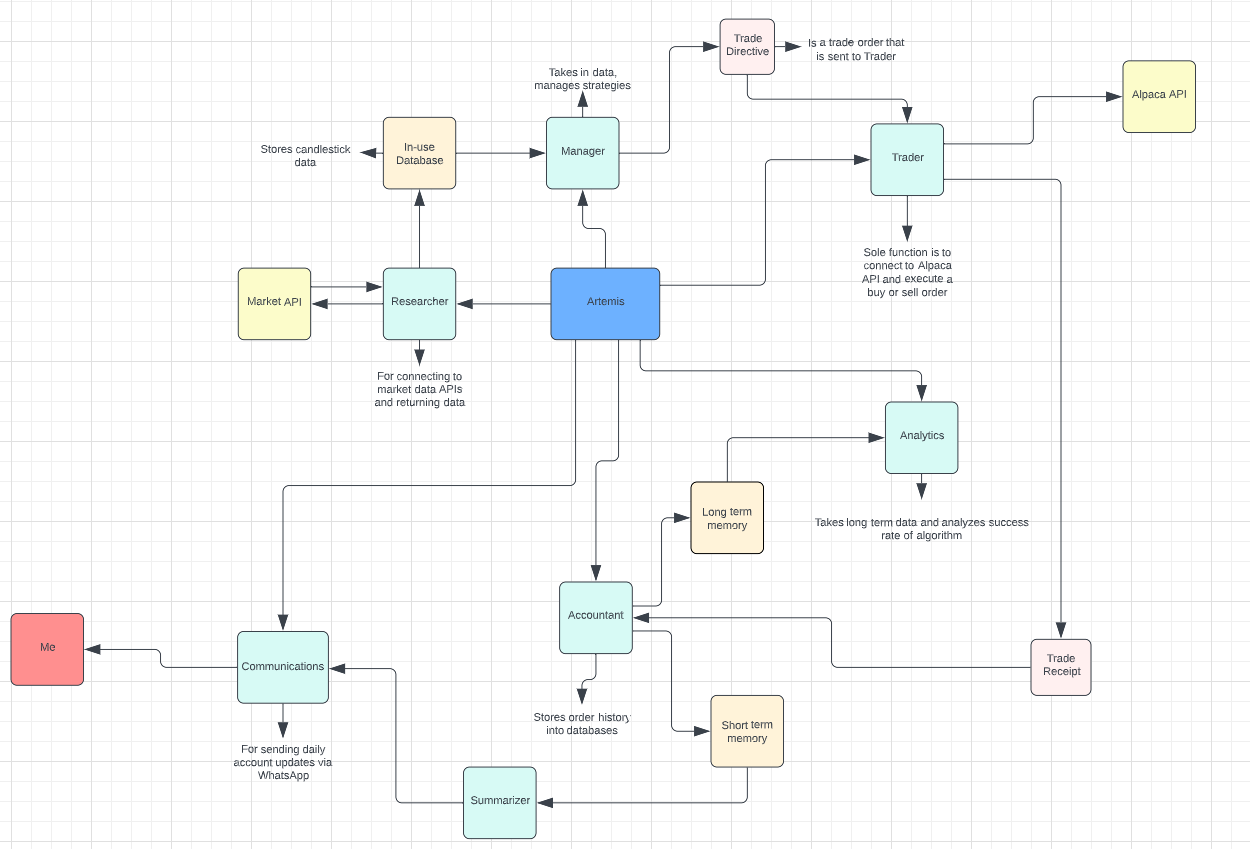 Trade
Directive
Is a trade order that
is sent to Trader
Takes in data,
manages strategies
Alpaca API
Stores candlestick
data
In-use
Database
Manager
Trader
Sole function is to
connect to Alpaca
API and execute a
buy or sell order
Market API
Researcher
Artemis
For connecting to
market data APIs
and returning data
Analytics
Long term
memory
Takes long term data and analyzes success
rate of algorithm
Accountant
Me
Communications
Trade
Receipt
Stores order history
into databases
Short term
memory
For sending daily
account updates via
WhatsApp
Summarizer